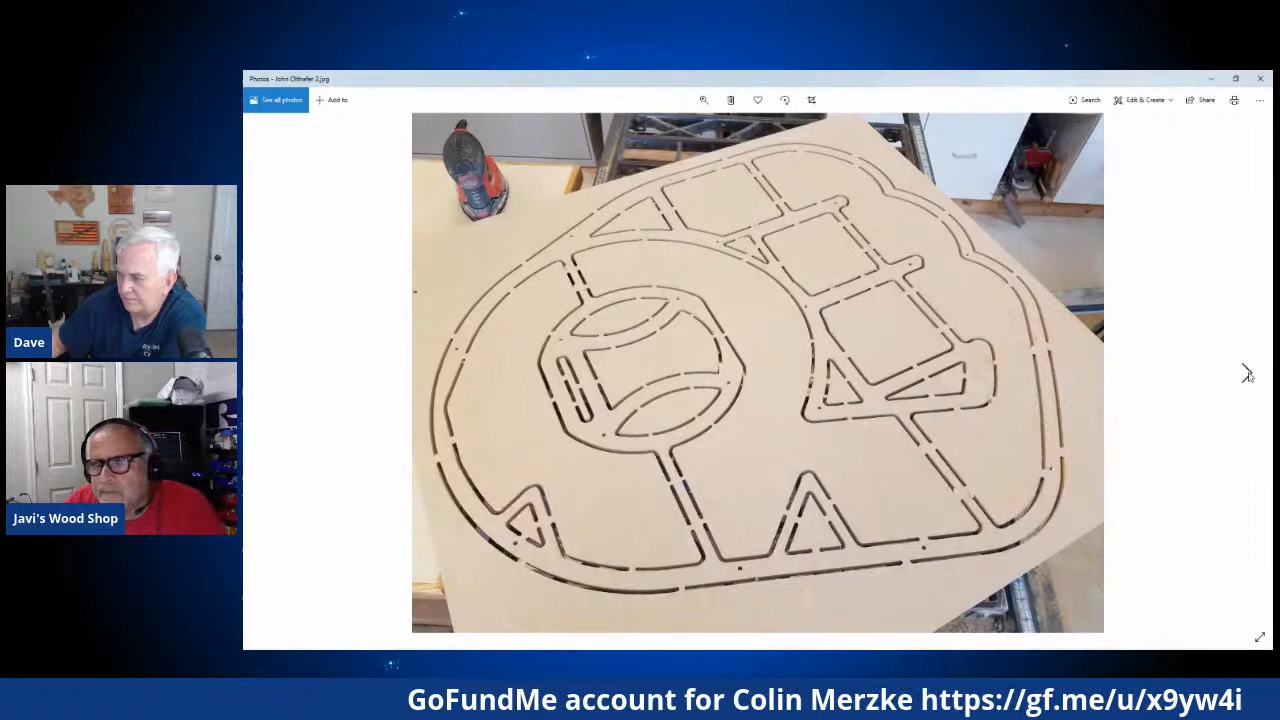 Photos - John Olthafer 2.jpg
See all photos
Add to
Search
Edit & Create
Share
Dave
Javi's Wood Shop
GoFundMe account for Colin Merzke https://gf.me/u/x9yw4i